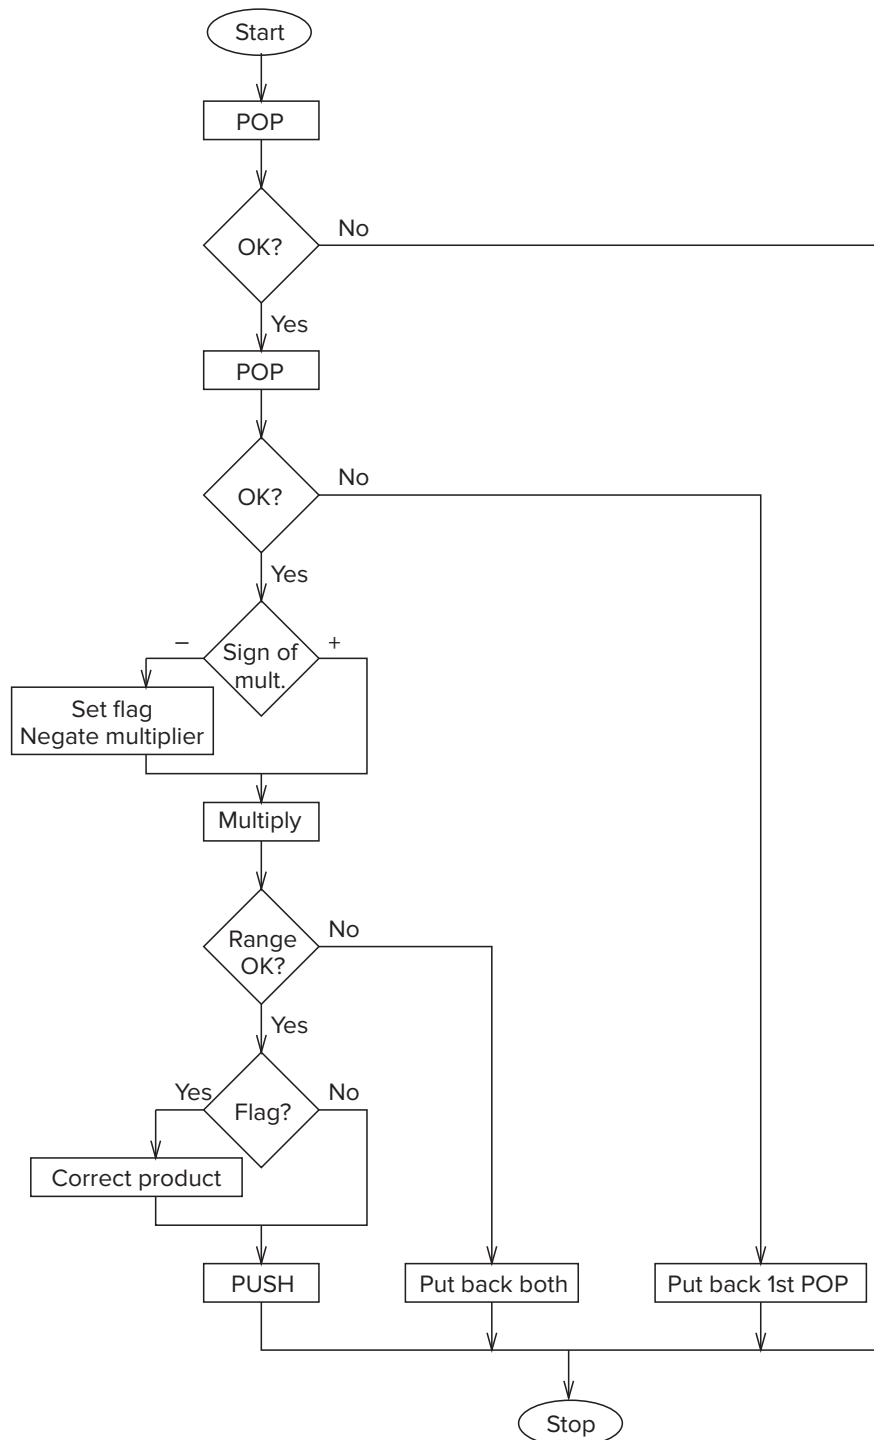 Start
POP
OK?
No
Yes
POP
OK?
No
Yes
–
Sign of
mult.
+
Set flag
Negate multiplier
Multiply
Range
OK?
No
Yes
Yes
Flag?
No
Correct product
PUSH
Put back both
Put back 1st POP
Stop